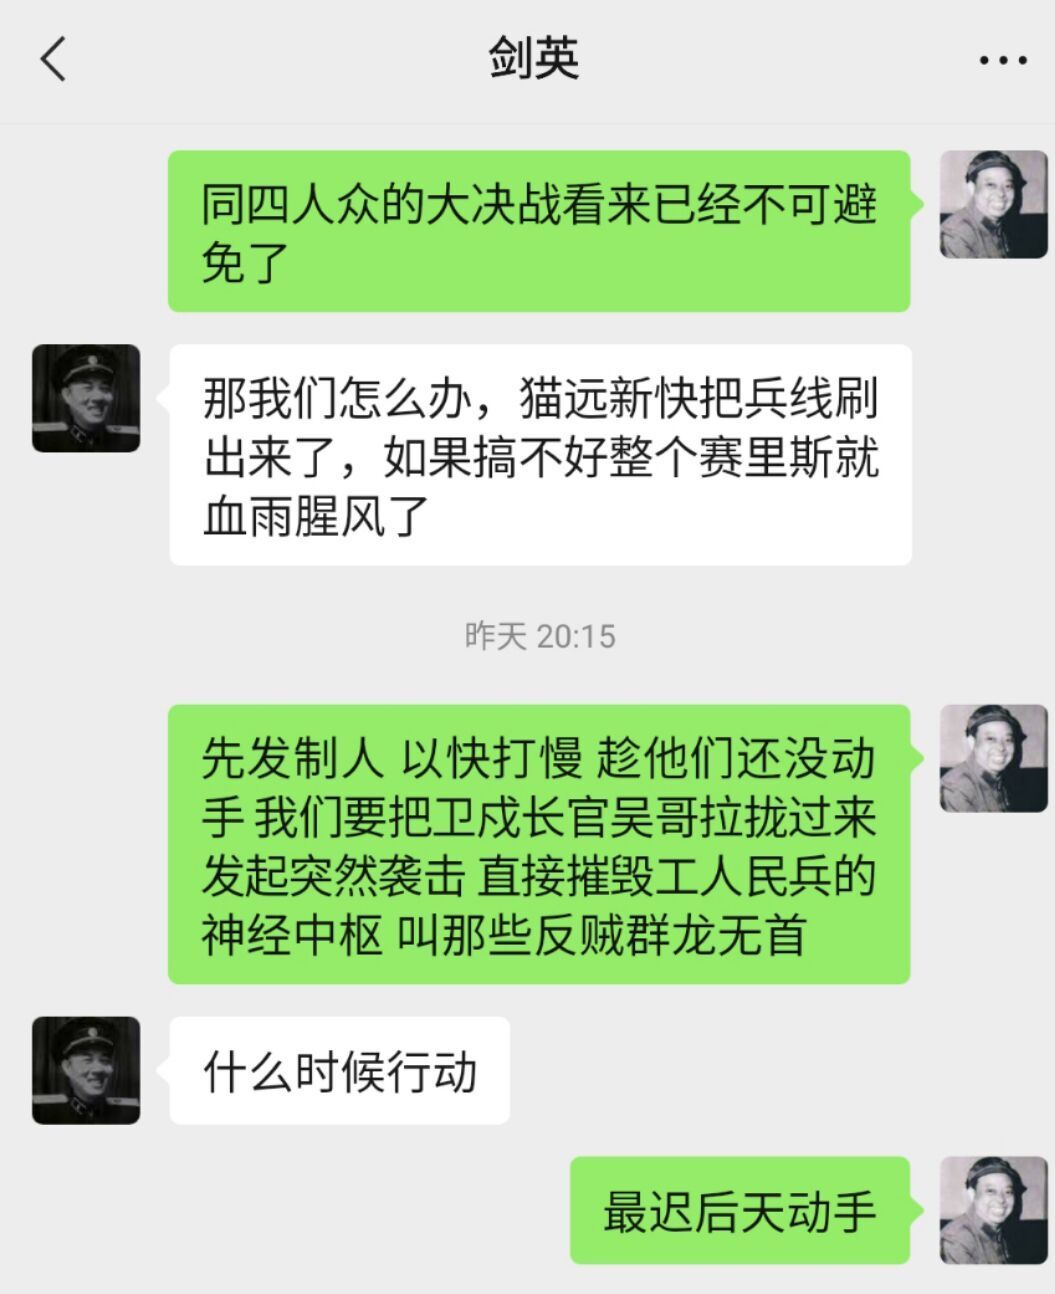 剑英
同四人众的大决战看来已经不可避
免了
那我们怎么办，猫远新快把兵线刷
出来了，如果搞不好整个赛里斯就
血雨腥风了
昨天 20:15
先发制人 以快打慢 趁他们还没动
手 我们要把卫戍长官吴哥拉拢过来
发起突然袭击 直接摧毁工人民兵的
神经中枢 叫那些反贼群龙无首
什么时候行动
最迟后天动手